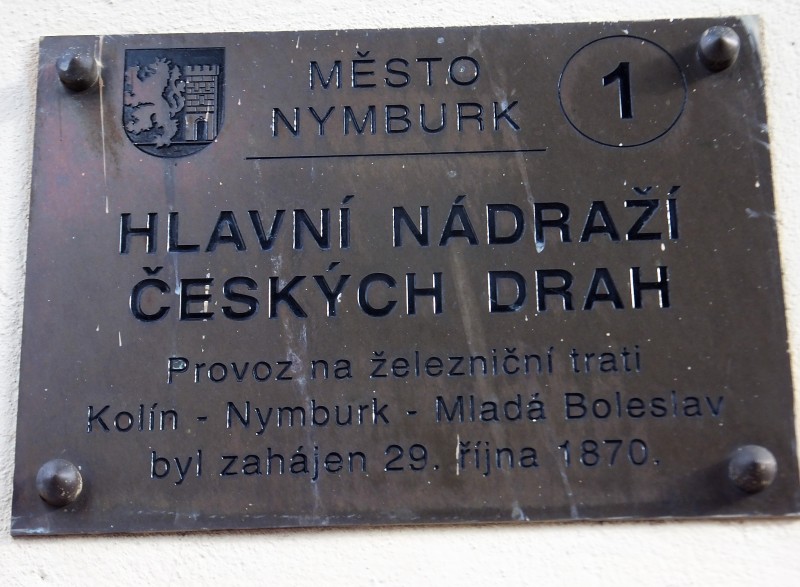 MĚSTO
NYMBURK
1
HLAVNÍ NÁDRAŽÍ
ČESKÝCH DRAH
Provoz na železniční trati
Kolín - Nymburk - Mladá Boleslav
byl zahájen 29. října 1870.